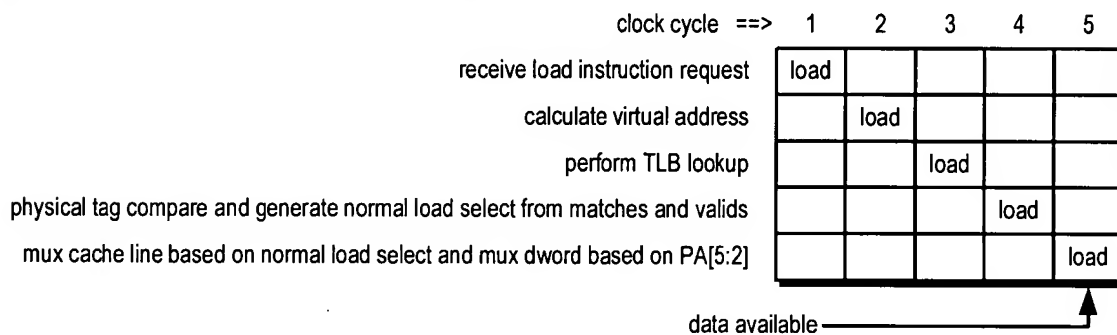 clock cycle ==> 1 2 3 4 5
receive load instruction request load
calculate virtual address load
perform TLB lookup load
physical tag compare and generate normal load select from matches and valids load
mux cache line based on normal load select and mux dword based on PA[5:2] load
data available